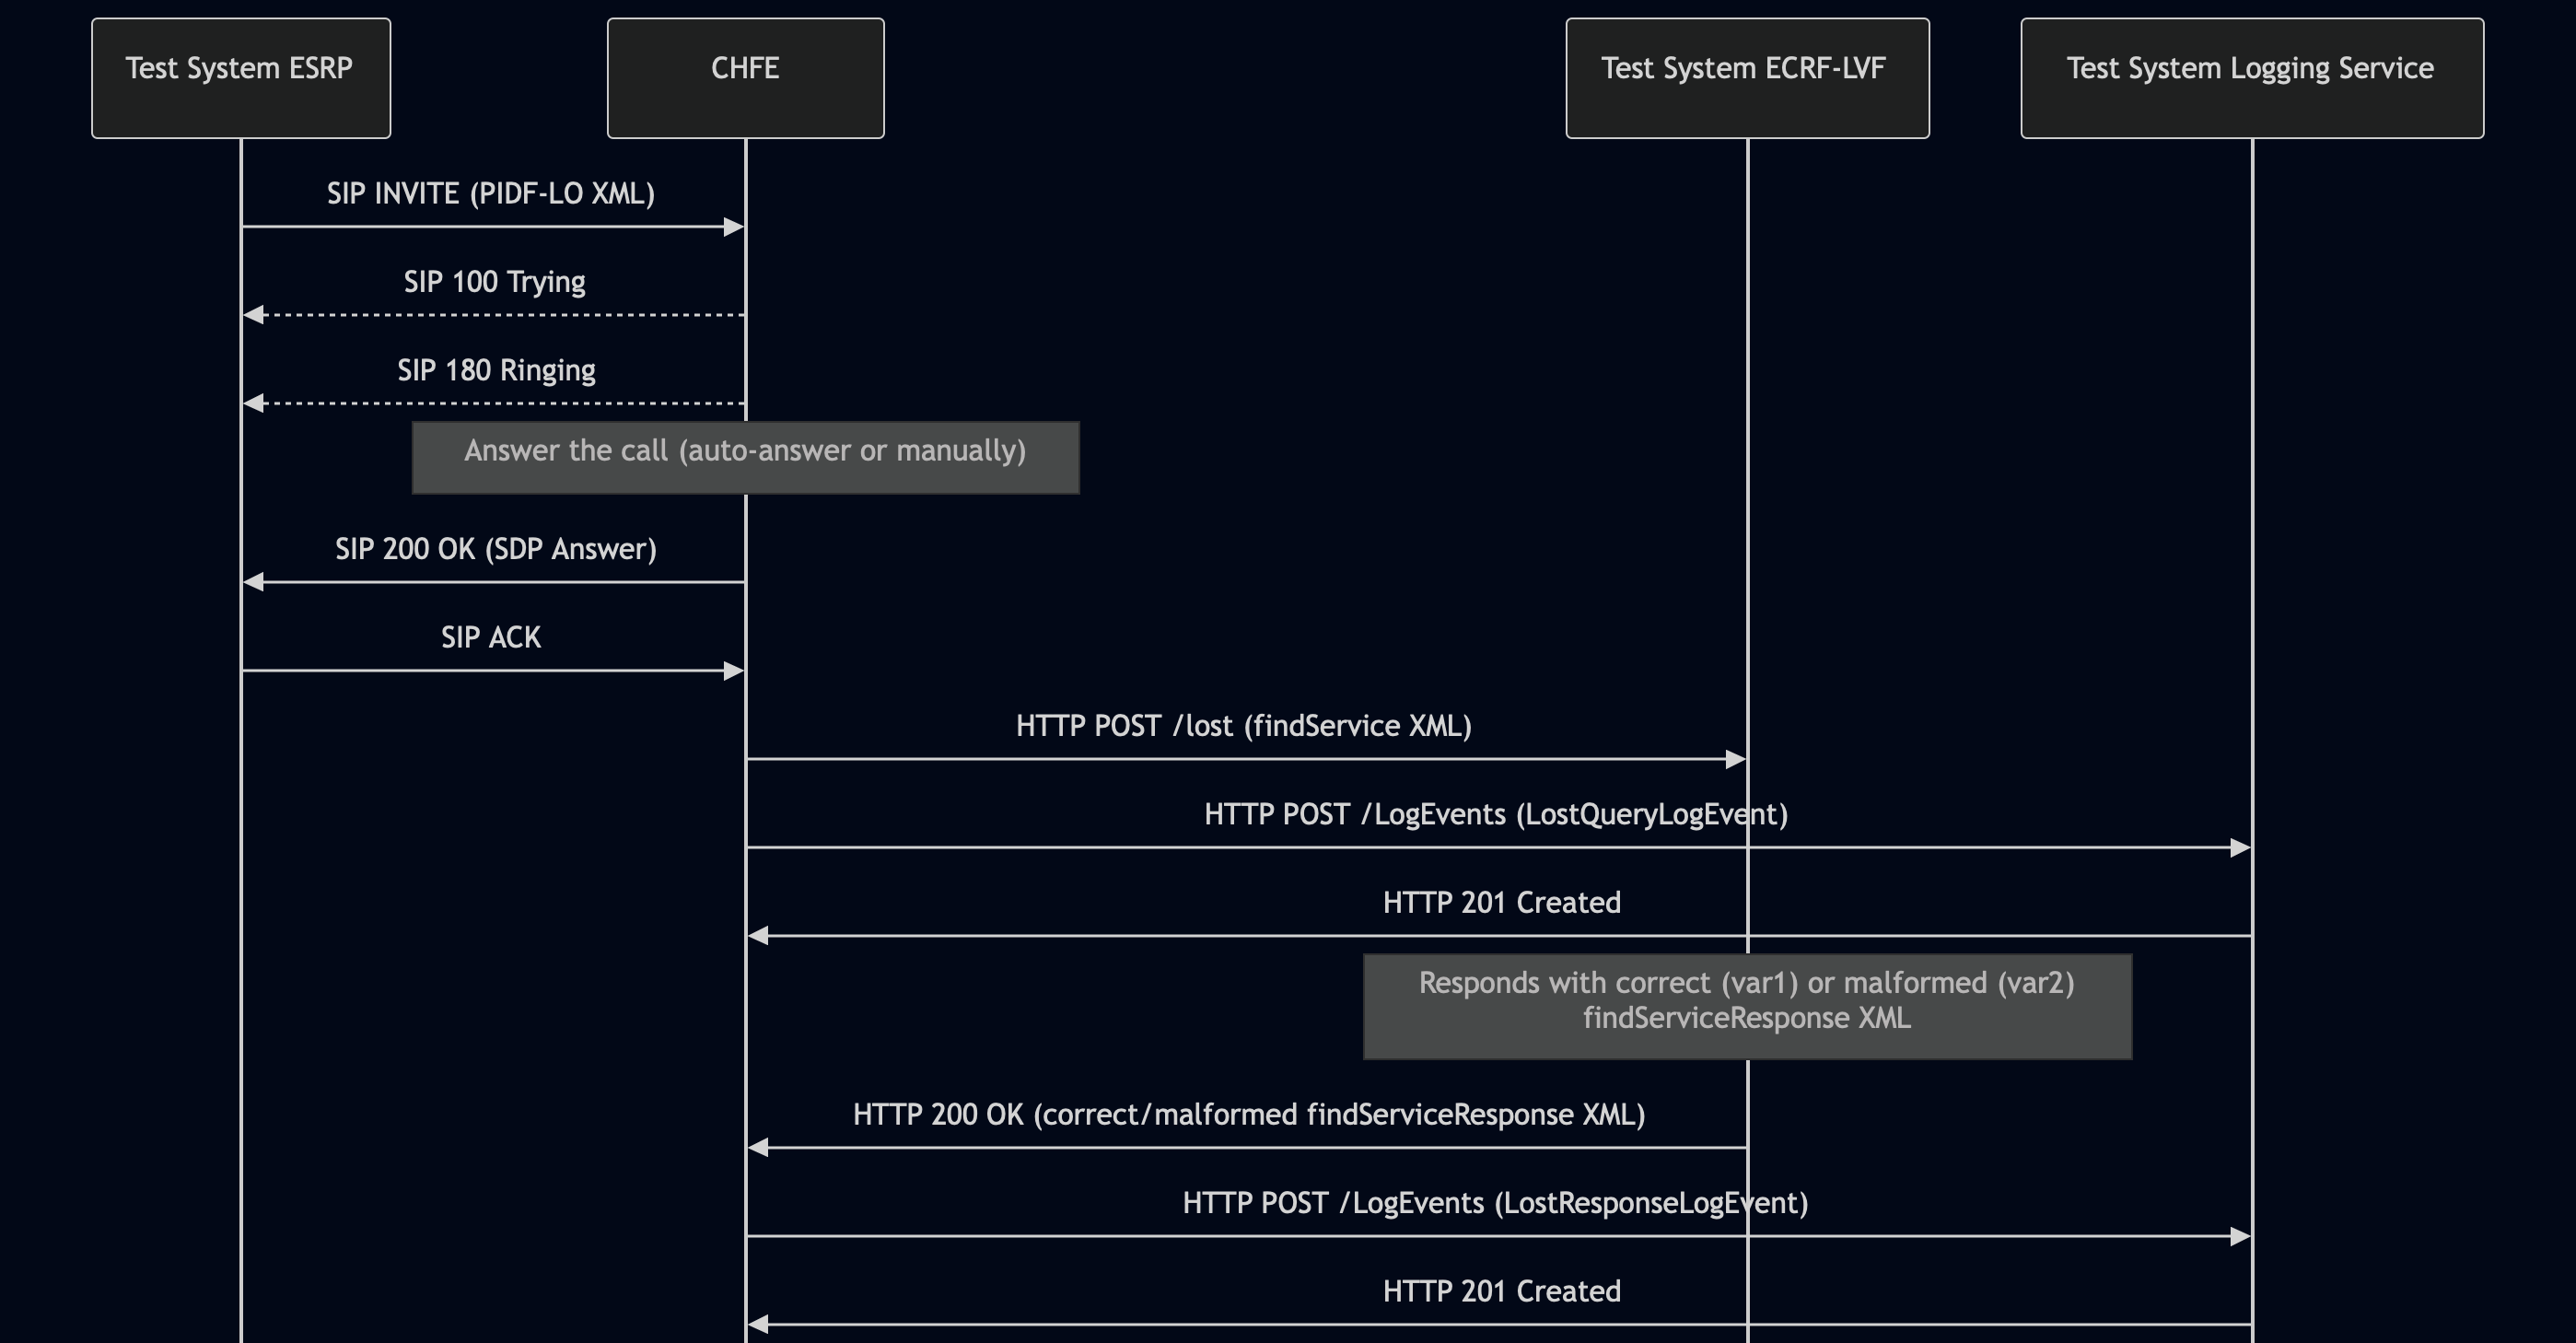 Test System ESRP
CHFE
Test System ECRF-LVF
Test System Logging Service
SIP INVITE (PIDF-LO XML)
SIP 100 Trying
SIP 180 Ringing
Answer the call (auto-answer or manually)
SIP 200 OK (SDP Answer)
SIP ACK
HTTP POST /lost (findService XML)
HTTP POST /LogEvents (LostQueryLogEvent)
HTTP 201 Created
Responds with correct (var1) or malformed (var2)
findServiceResponse XML
HTTP 200 OK (correct/malformed findServiceResponse XML)
HTTP POST /LogEvents (LostResponseLogEvent)
HTTP 201 Created